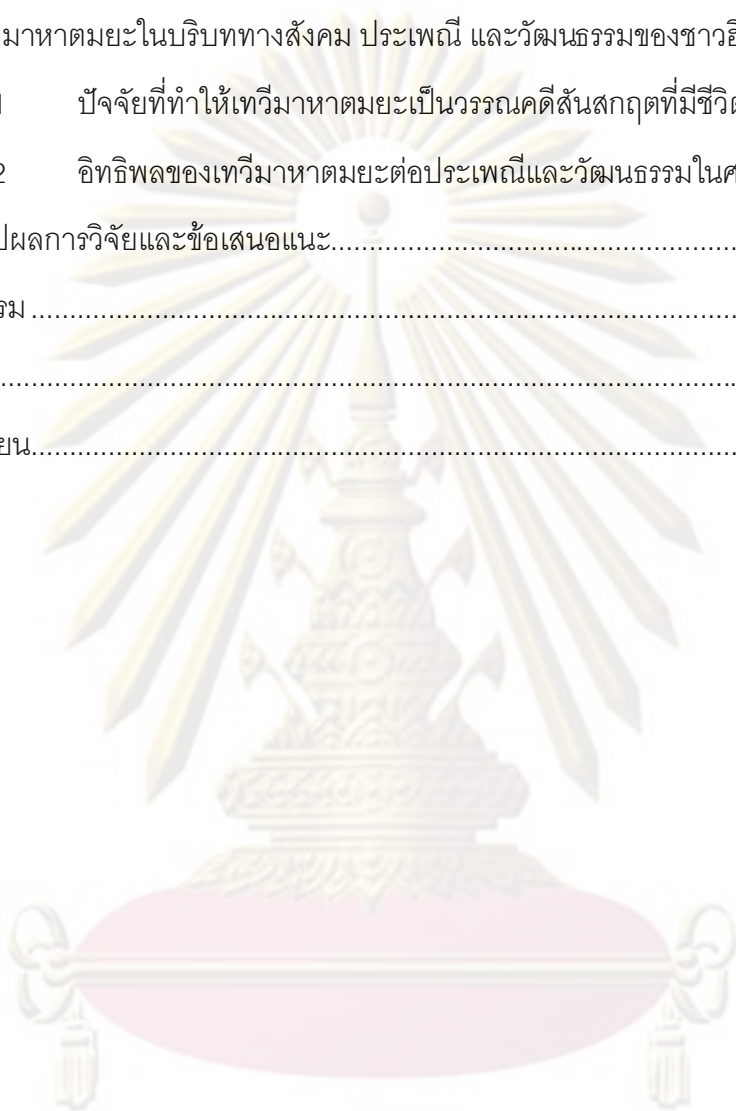 มาหาตมยะในบริบททางสังคม ประเพณี และวัฒนธรรมของชาวฮิ
ปัจจัยที่ทำให้เทวีมาหาตมยะเป็นวรรณคดีสันสกฤตที่มีชีวิต
2 อิทธิพลของเทวีมาหาตมยะต่อประเพณีและวัฒนธรรมในศ
ผลการวิจัยและข้อเสนอแนะ..............................................................
รม ..............................................................................................................
..............................................................................................................
ยน..............................................................................................................